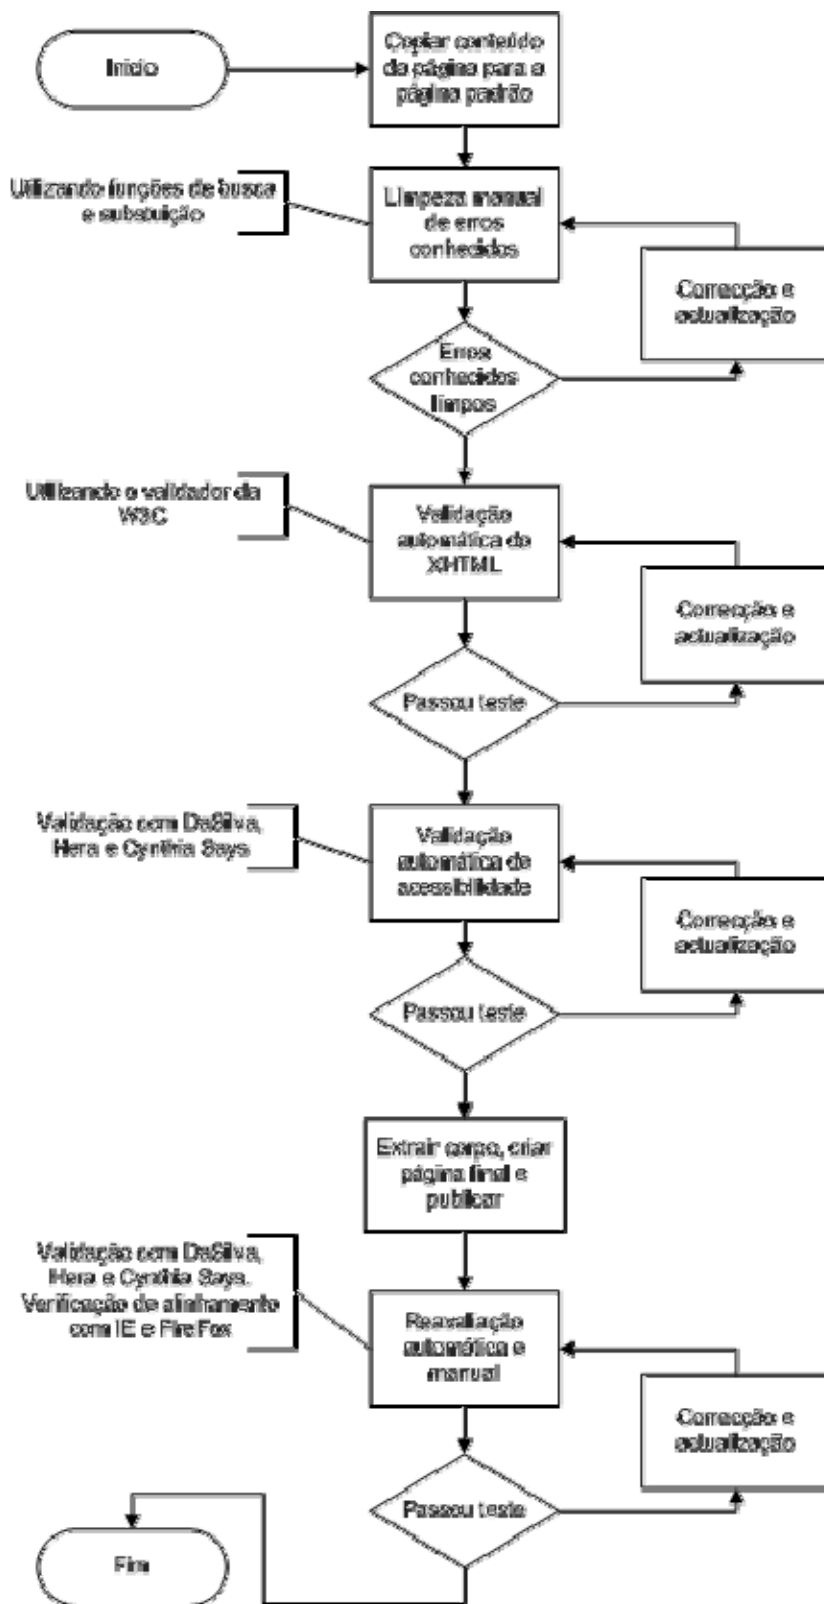 Início
Copiar conteúdo
da página para a
página padrão
Utilizando funções de busca
e substuição
Limpeza manual
de erros
conhecidos
Correcção e
actualização
Erros
conhecidos
limpos
Utilizando o validador da
W3C
Validação
automática do
XHTML
Correcção e
actualização
Passou teste
Validação com DaSilva,
Hera e Cynthia Says
Validação
automática de
acessibilidade
Correcção e
actualização
Passou teste
Extrair corpo, criar
página final e
publicar
Validação com DaSilva,
Hera e Cynthia Says.
Verificação de alinhamento
com IE e FireFox
Reavaliação
automática e
manual
Correcção e
actualização
Passou teste
Fim